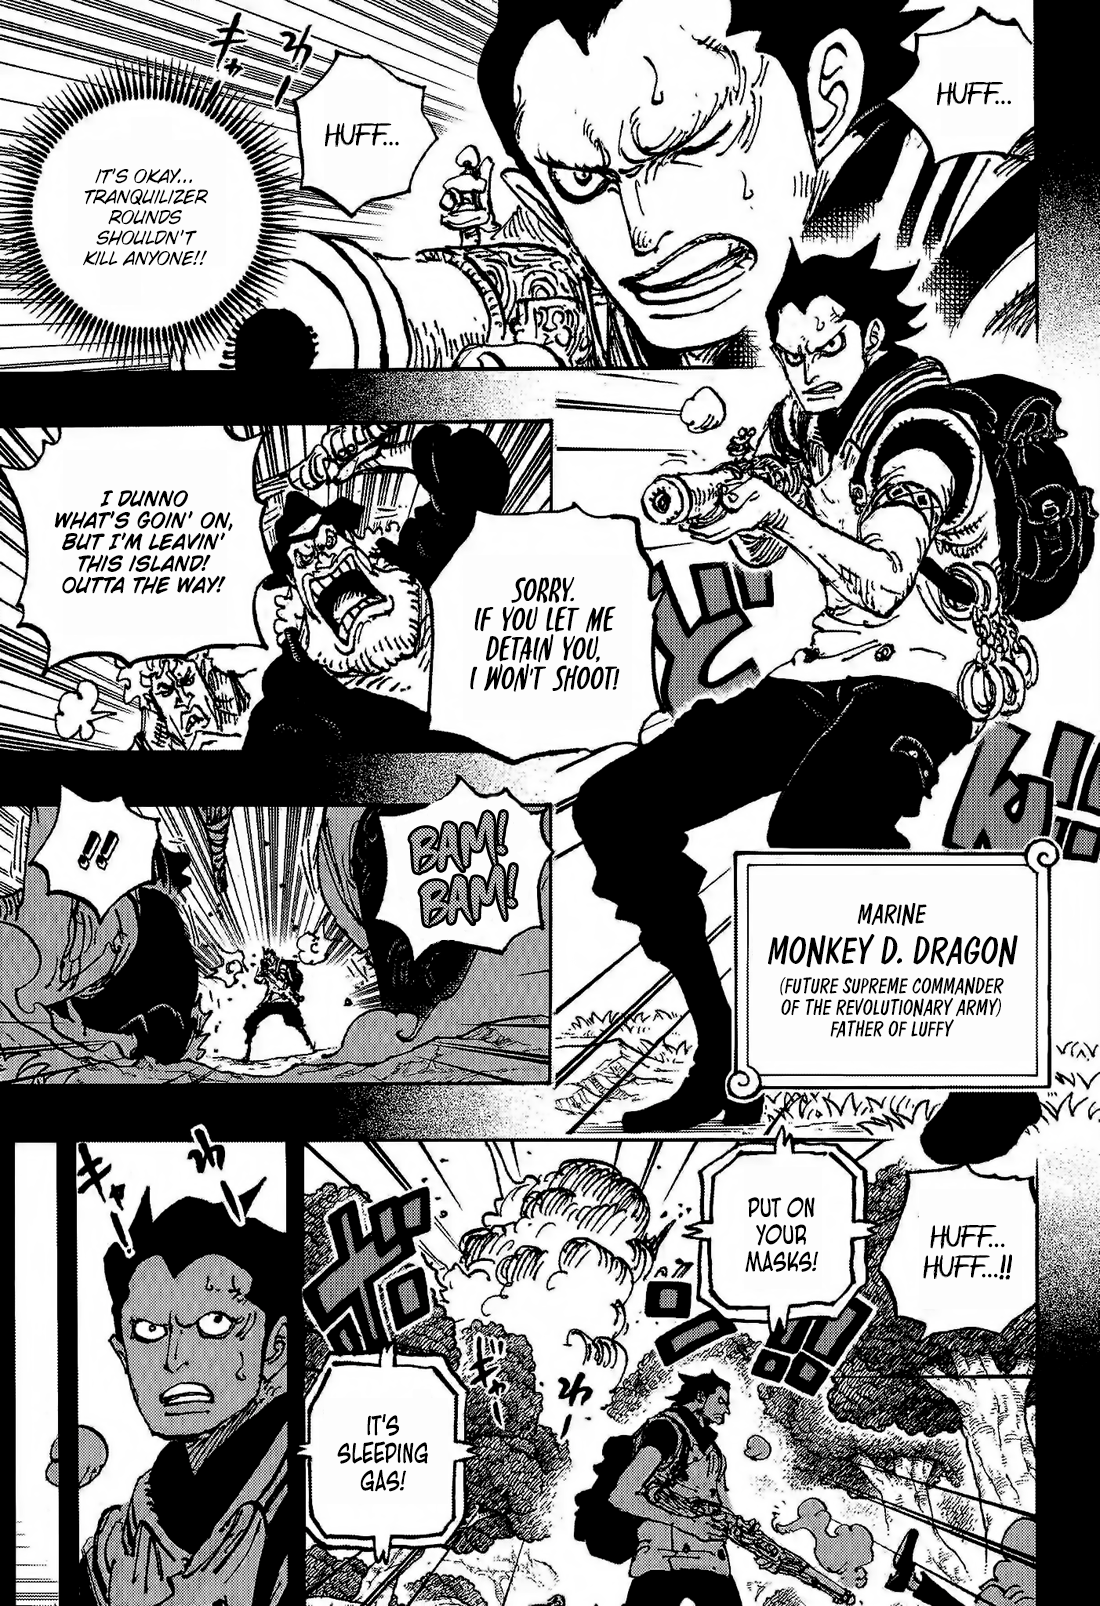 HUFF...
HUFF...
IT'S OKAY...
TRANQUILIZER
ROUNDS
SHOULDN'T
KILL ANYONE!!
I DUNNO
WHAT'S GOIN' ON,
BUT I'M LEAVIN'
THIS ISLAND!
OUTTA THE WAY!
SORRY.
IF YOU LET ME
DETAIN YOU,
I WON'T SHOOT!
MARINE
MONKEY D. DRAGON
(FUTURE SUPREME COMMANDER
OF THE REVOLUTIONARY ARMY)
FATHER OF LUFFY
BAM!
BAM!
!!
HUFF...
HUFF...!!
PUT ON
YOUR
MASKS!
IT'S
SLEEPING
GAS!